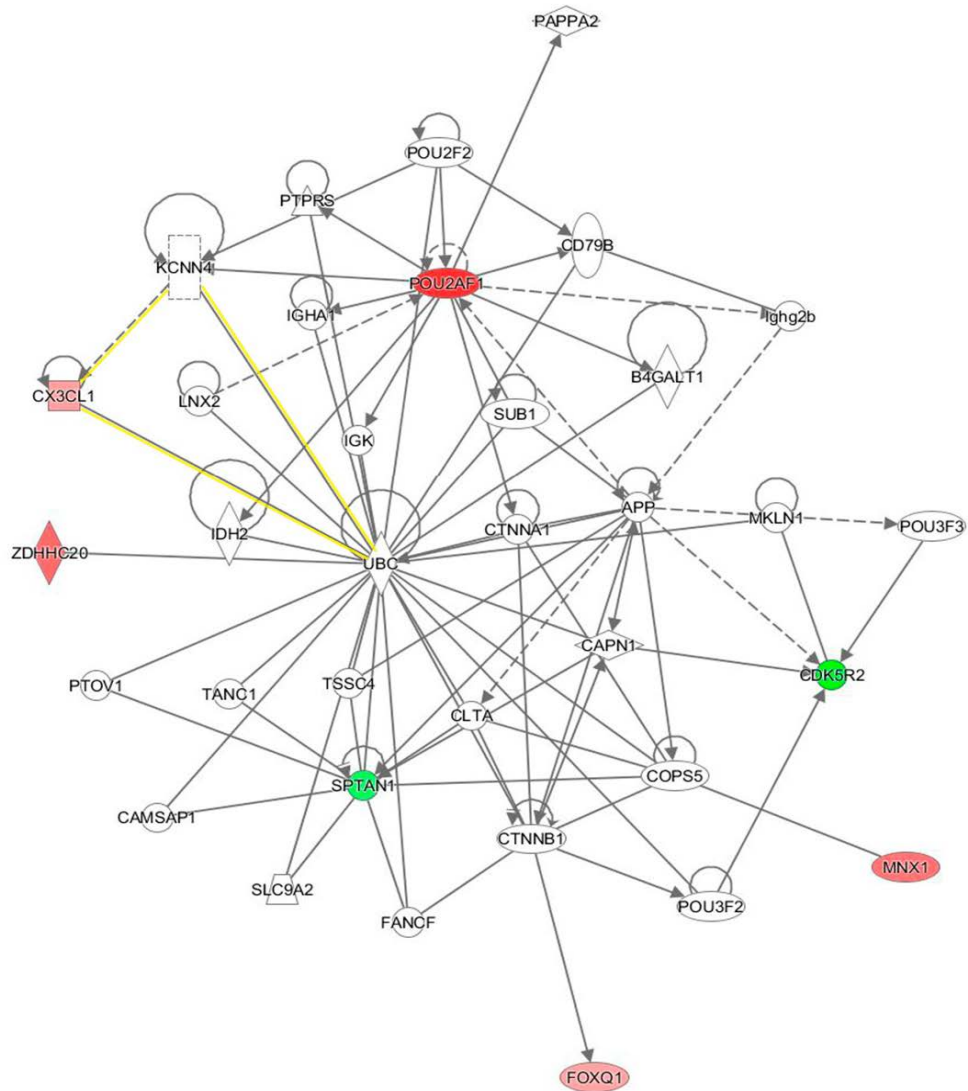 PAPPA2
POU2F2
PTPRS
CD79B
KCNN4
POU2AF1
IGHA1
Ighg2b
B4GALT1
CX3CL1
LNX2
SUB1
IGK
APP
MKLN1
CTNNA1
POU3F3
IDH2
ZDHHC20
UBC
CAPN1
CDK5R2
PTOV1
TANC1
TSSC4
CLTA
COPS5
SPTAN1
CAMSAP1
CTNNB1
MNX1
SLC9A2
POU3F2
FANCF
FOXQ1